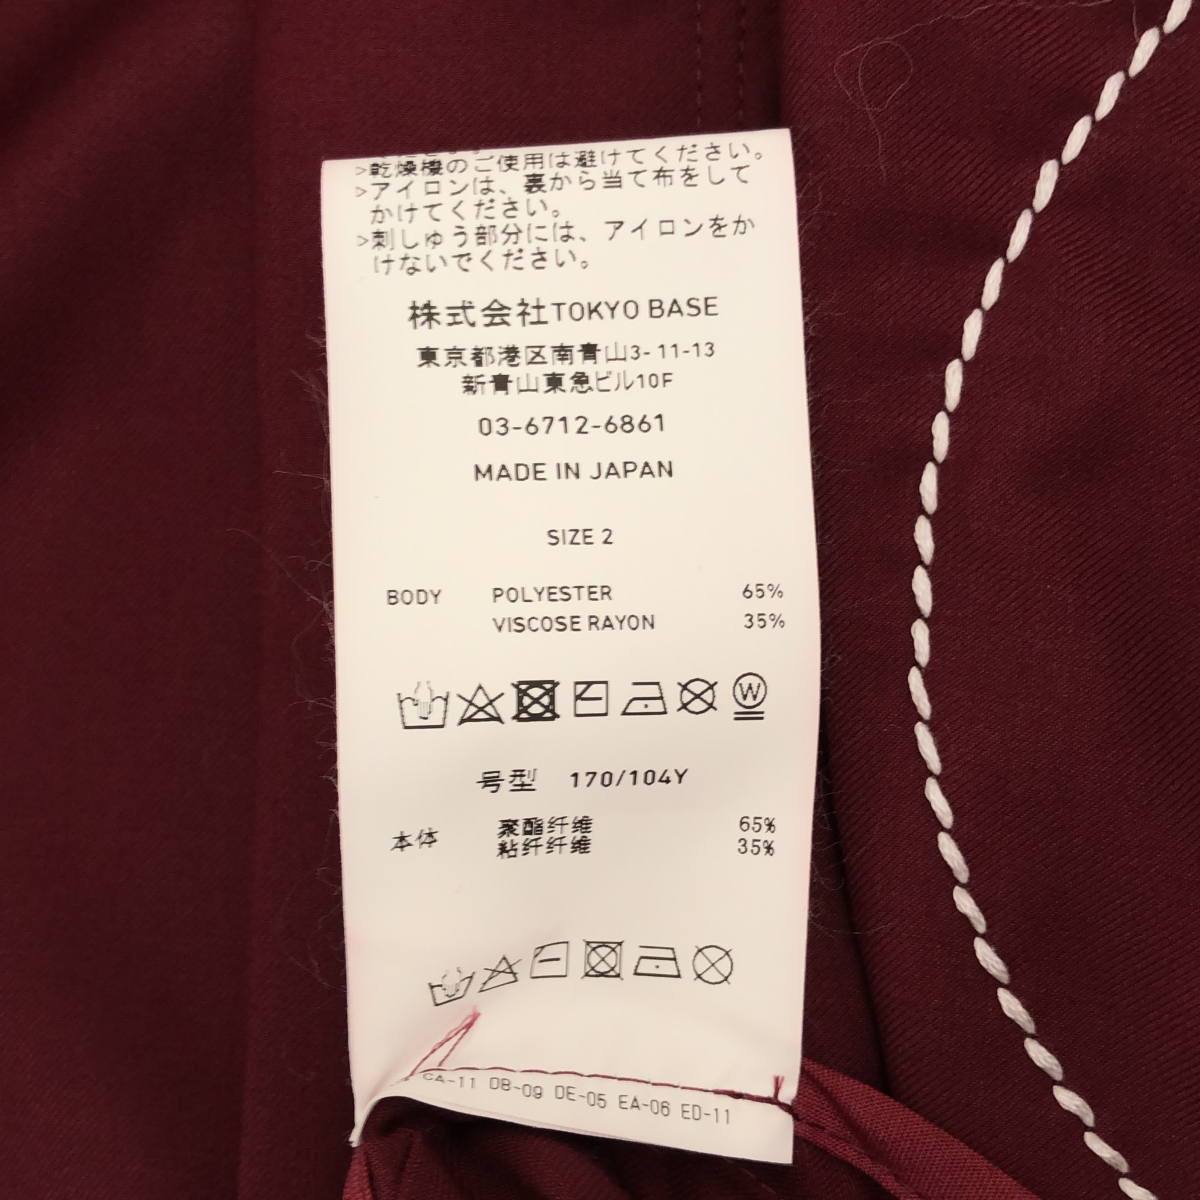 >乾燥機のご使用は避けてください。
>アイロンは、裏から当て布をして
かけてください。
>刺しゅう部分には、アイロンをか
けないでください。
株式会社TOKYO BASE
東京都港区南青山3-11-13
新青山東急ビル10F
03-6712-6861
MADE IN JAPAN
SIZE 2
BODY POLYESTER 65%
VISCOSE RAYON 35%
W
号型 170/104Y
本体 聚酯纤维 65%
粘纤纤维 35%
CA-11 DB-09 DE-05 EA-06 ED-11